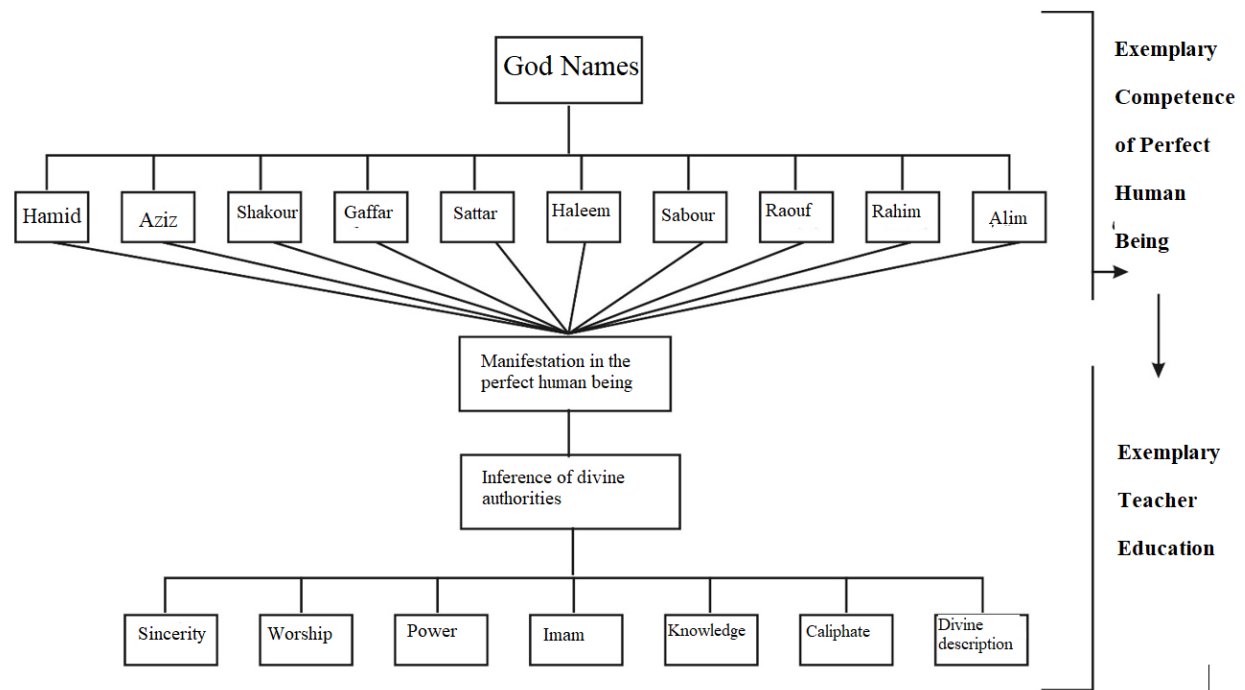 God Names
Exemplary
Competence
of Perfect
Human
Being
Hamid
Aziz
Shakour
Gaffar
Sattar
Haleem
Sabour
Raouf
Rahim
Alim
Manifestation in the
perfect human being
Inference of divine
authorities
Exemplary
Teacher
Education
Sincerity
Worship
Power
Imam
Knowledge
Caliphate
Divine
description